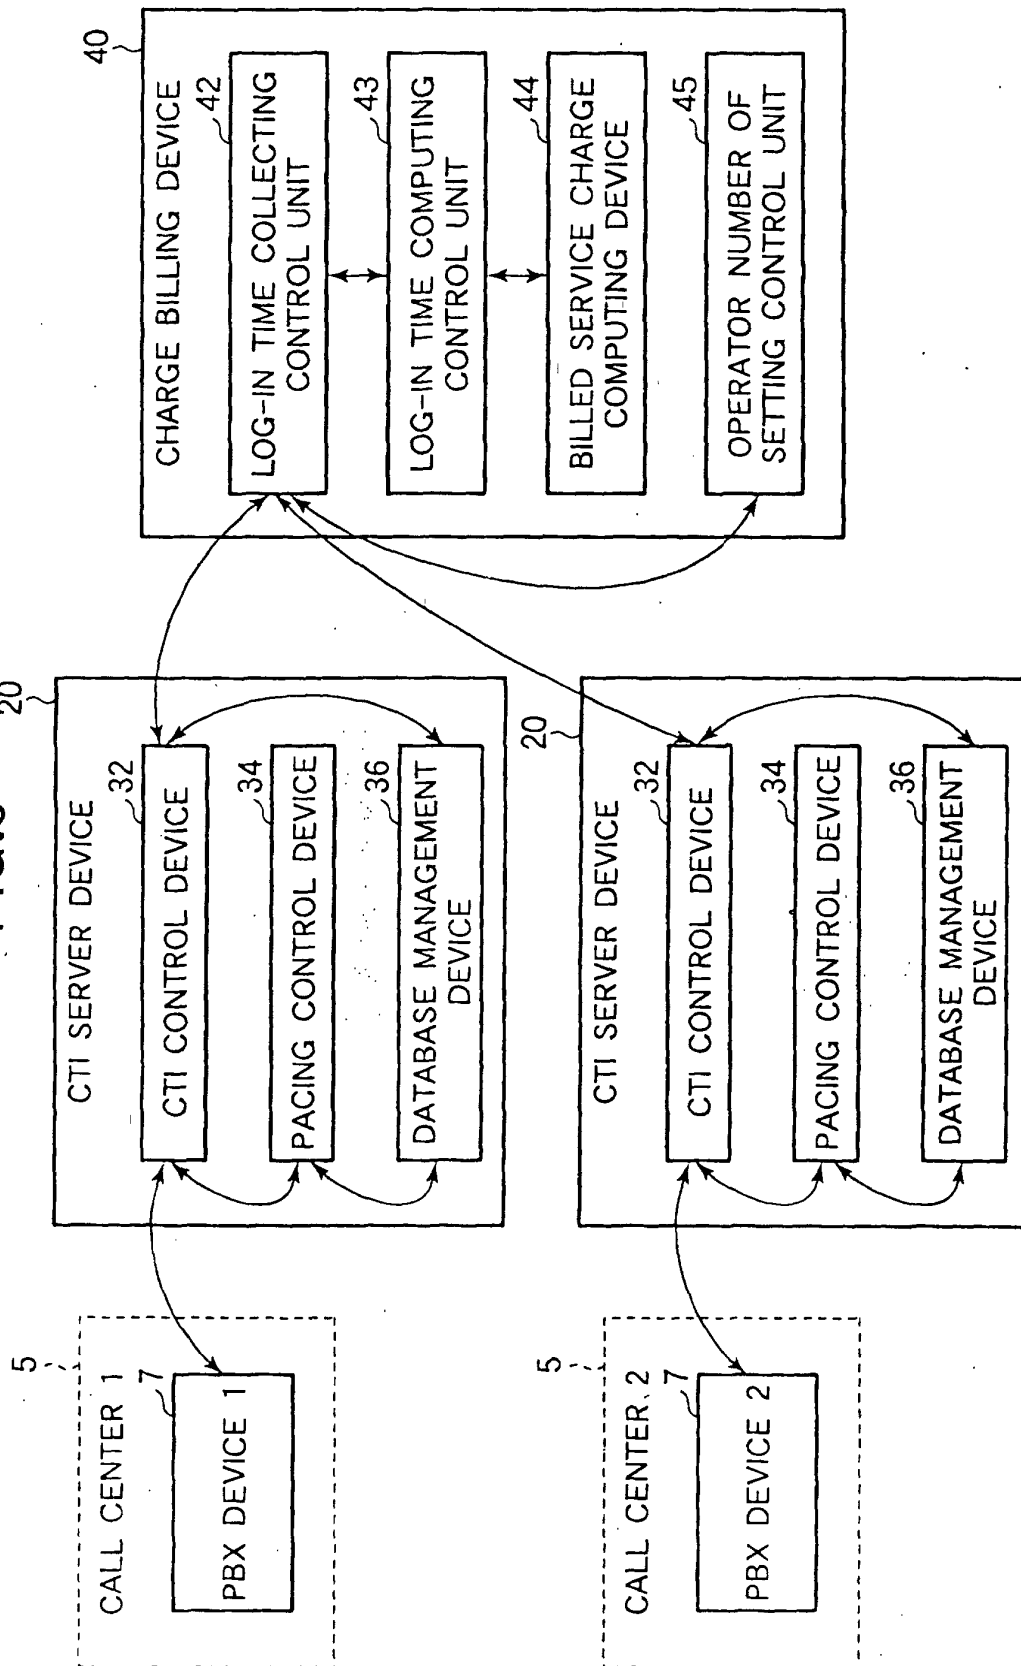 CALL CENTER 1
5
PBX DEVICE 1
7
CTI SERVER DEVICE
20
CTI CONTROL DEVICE
32
PACING CONTROL DEVICE
34
DATABASE MANAGEMENT
DEVICE
36
CHARGE BILLING DEVICE
40
LOG-IN TIME COLLECTING
CONTROL UNIT
42
LOG-IN TIME COMPUTING
CONTROL UNIT
43
BILLED SERVICE CHARGE
COMPUTING DEVICE
44
OPERATOR NUMBER OF
SETTING CONTROL UNIT
45
CALL CENTER 2
5
PBX DEVICE 2
7
CTI SERVER DEVICE
20
CTI CONTROL DEVICE
32
PACING CONTROL DEVICE
34
DATABASE MANAGEMENT
DEVICE
36